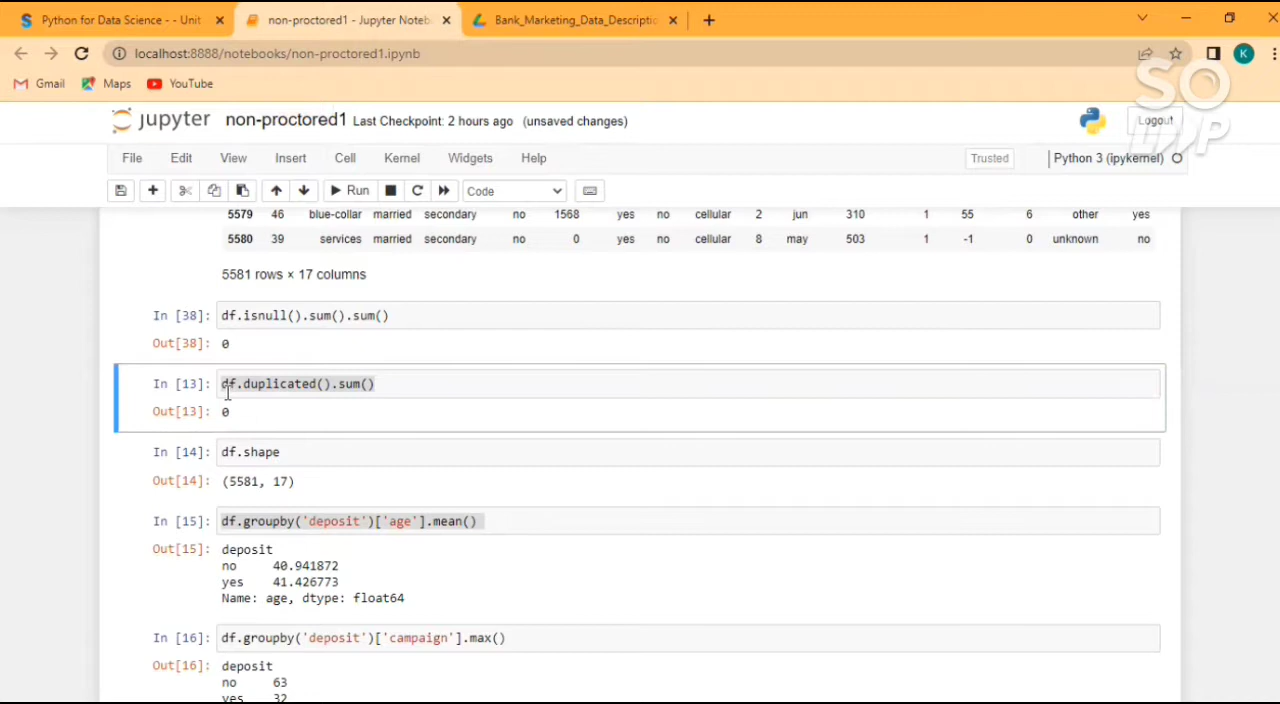 Python for Data Science - - Unit
non-proctored1 - Jupyter Noteb
Bank_Marketing_Data_Descriptio
localhost:8888/notebooks/non-proctored1.ipynb
K
Gmail Maps YouTube
jupyter non-proctored1 Last Checkpoint: 2 hours ago (unsaved changes)
Logout
File Edit View Insert Cell Kernel Widgets Help
Trusted Python 3 (ipykernel)
Run Code
5579 46 blue-collar married secondary no 1568 yes no cellular 2 jun 310 1 55 6 other yes
5580 39 services married secondary no 0 yes no cellular 8 may 503 1 -1 0 unknown no
5581 rows × 17 columns
In [38]: df.isnull().sum().sum()
Out[38]: 0
In [13]: df.duplicated().sum()
Out[13]: 0
In [14]: df.shape
Out[14]: (5581, 17)
In [15]: df.groupby('deposit')['age'].mean()
Out[15]: deposit
no 40.941872
yes 41.426773
Name: age, dtype: float64
In [16]: df.groupby('deposit')['campaign'].max()
Out[16]: deposit
no 63
yes 32